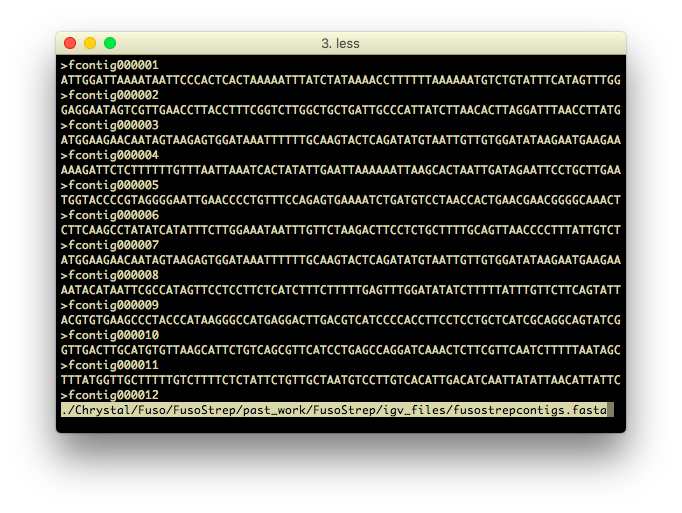 3. less
>fcontig000001
ATTGGATTAAAATAATTCCCACTCACTAAAAATTTATCTATAAAACCTTTTTTAAAAAATGTCTGTATTTCATAGTTTGG
>fcontig000002
GAGGAATAGTCGTTGAACCTTACCTTTCGGTCTTGGCTGCTGATTGCCCATTATCTTAACACTTAGGATTTAACCTTATG
>fcontig000003
ATGGAAGAACAATAGTAAGAGTGGATAAATTTTTTGCAAGTACTCAGATATGTAATTGTTGTGGATATAAGAATGAAGAA
>fcontig000004
AAAGATTCTCTTTTTTGTTTAATTAAATCACTATATTGAATTAAAAAATTAAGCACTAATTGATAGAATTCCTGCTTGAA
>fcontig000005
TGGTACCCCGTAGGGGAATTGAACCCCTGTTTCCAGAGTGAAAATCTGATGTCCTAACCACTGAACGAACGGGGCAAACT
>fcontig000006
CTTCAAGCCTATATCATATTTCTTGGAAATAATTTGTTCTAAGACTTCCTCTGCTTTTGCAGTTAACCCCTTTATTGTCT
>fcontig000007
ATGGAAGAACAATAGTAAGAGTGGATAAATTTTTTGCAAGTACTCAGATATGTAATTGTTGTGGATATAAGAATGAAGAA
>fcontig000008
AATACATAATTCGCCATAGTTCCTCCTTCTCATCTTTCTTTTTGAGTTTGGATATATCTTTTTATTTGTTCTTCAGTATT
>fcontig000009
ACGTGTGAAGCCCTACCCATAAGGGCCATGAGGACTTGACGTCATCCCCACCTTCCTCCTGCTCATCGCAGGCAGTATCG
>fcontig000010
GTTGACTTGCATGTGTTAAGCATTCTGTCAGCGTTCATCCTGAGCCAGGATCAAACTCTTCGTTCAATCTTTTTAATAGC
>fcontig000011
TTTATGGTTGCTTTTTGTCTTTTCTCTATTCTGTTGCTAATGTCCTTGTCACATTGACATCAATTATATTAACATTATTC
>fcontig000012
./Chrystal/Fuso/FusoStrep/past_work/FusoStrep/igv_files/fusostrepcontigs.fasta